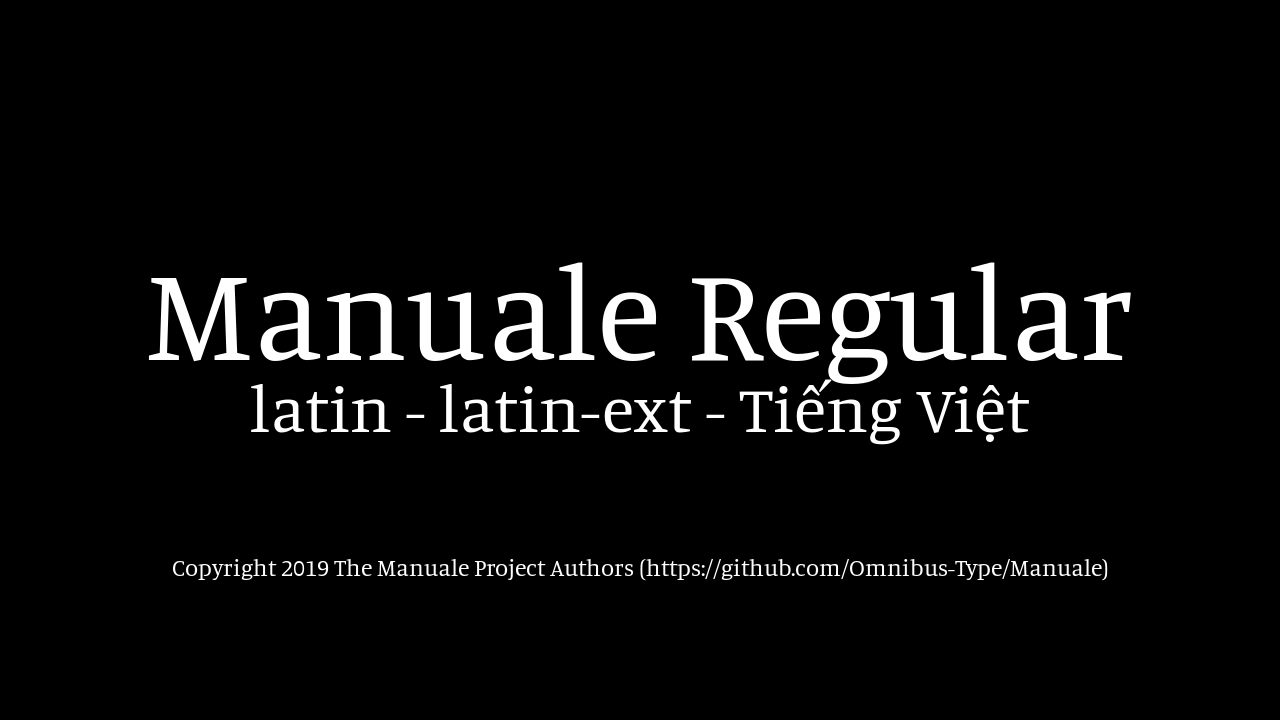 Manuale Regular
latin - latin-ext - Tiếng Việt
Copyright 2019 The Manuale Project Authors (https://github.com/Omnibus-Type/Manuale)